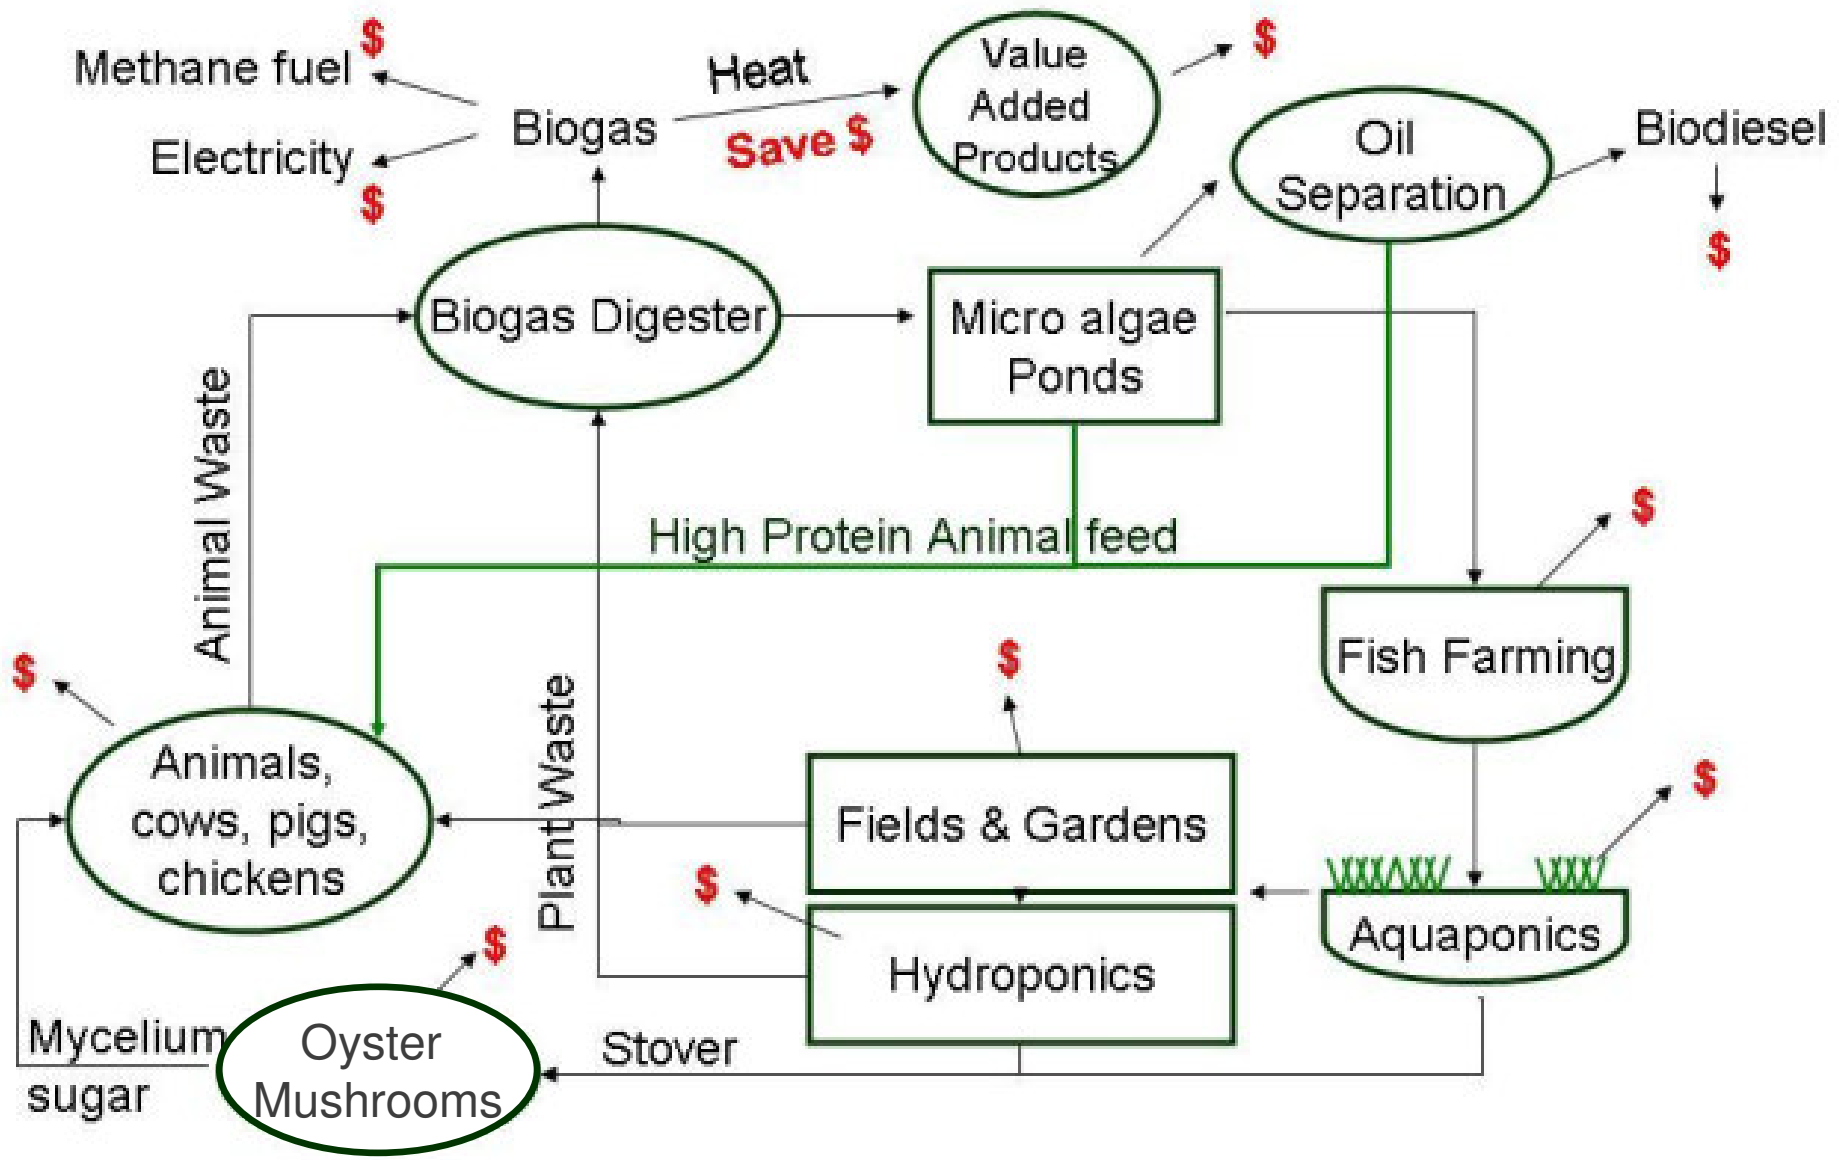 $
Methane fuel
Heat
Value
Added
Products
$
Biogas
Save $
Electricity
$
Oil
Separation
Biodiesel
$
Biogas Digester
Micro algae
Ponds
Animal Waste
High Protein Animal feed
$
Fish Farming
$
$
Animals,
cows, pigs,
chickens
Plant Waste
Fields & Gardens
$
$
Hydroponics
Aquaponics
$
Mycelium
sugar
Oyster
Mushrooms
Stover